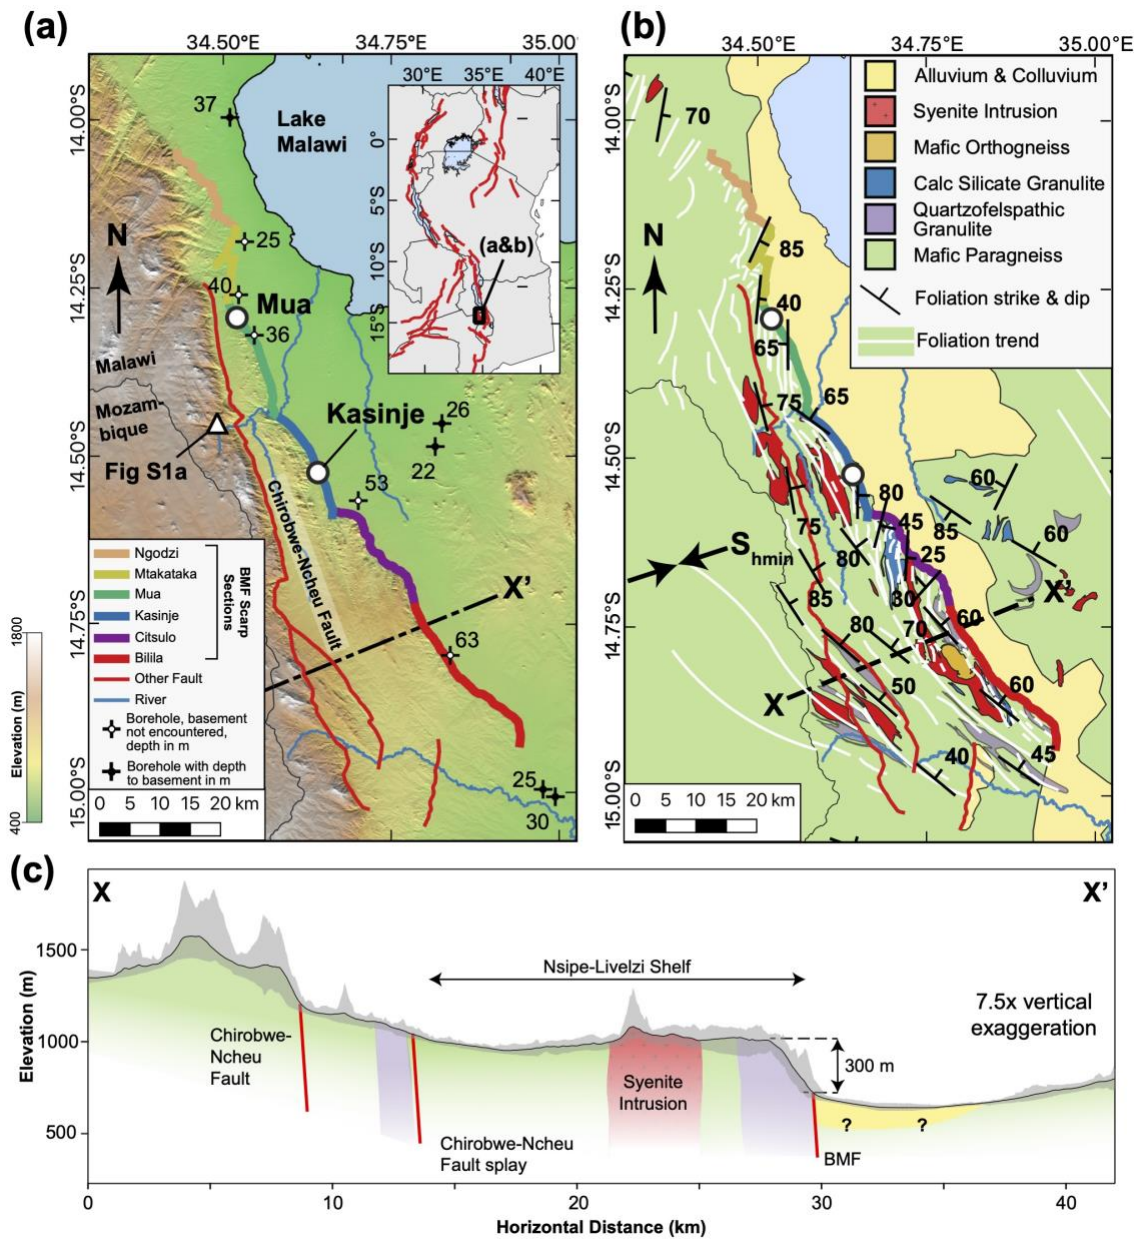 (a)
34.50°E
34.75°E
35.00°
14.00°S
14.25°S
14.50°S
14.75°S
15.00°S
37
Lake
Malawi
30°E
35°E
40°E
0°
5°S
10°S
15°S
(a&b)
N
25
40
Mua
36
Malawi
Mozam-
bique
Kasinje
26
22
Fig S1a
53
Chirobwe-Ncheu Fault
X'
63
25
30
Ngodzi
Mtakataka
Mua
Kasinje
Citsulo
Bilila
BMF Scarp
Sections
Other Fault
River
Borehole, basement
not encountered,
depth in m
Borehole with depth
to basement in m
0 5 10 15 20 km
1800
Elevation (m)
400
(b)
34.50°E
34.75°E
35.00°E
14.00°S
14.25°S
14.50°S
14.75°S
15.00°S
Alluvium & Colluvium
Syenite Intrusion
Mafic Orthogneiss
Calc Silicate Granulite
Quartzofelspathic
Granulite
Mafic Paragneiss
Foliation strike & dip
Foliation trend
70
N
85
40
65
75
65
60
80
45
85
60
75
80
25
Shmin
85
30
X'
80
70
60
X
50
60
40
45
0 5 10 15 20 km
(c)
X
X'
1500
1000
500
Elevation (m)
Nsipe-Livelzi Shelf
7.5x vertical
exaggeration
Chirobwe-
Ncheu
Fault
Syenite
Intrusion
300 m
? ?
Chirobwe-Ncheu
Fault splay
BMF
0 10 20 30 40
Horizontal Distance (km)